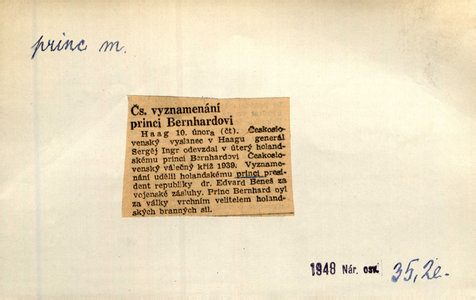 princ m.
Čs. vyznamenání
princi Bernhardovi
Haag 10. února (čt). Českoslo-
venský vyslanec v Haagu generál
Sergěj Ingr odevzdal v úterý holand-
skému princi Bernhardovi Českoslo-
venský válečný kříž 1939. Vyzname-
nání udělil holandskému princi presi-
dent republiky dr. Edvard Beneš za
vojenské zásluhy. Princ Bernhard byl
za války vrchním velitelem holand-
ských branných sil.
1948 Nár. osv. 35,2e.